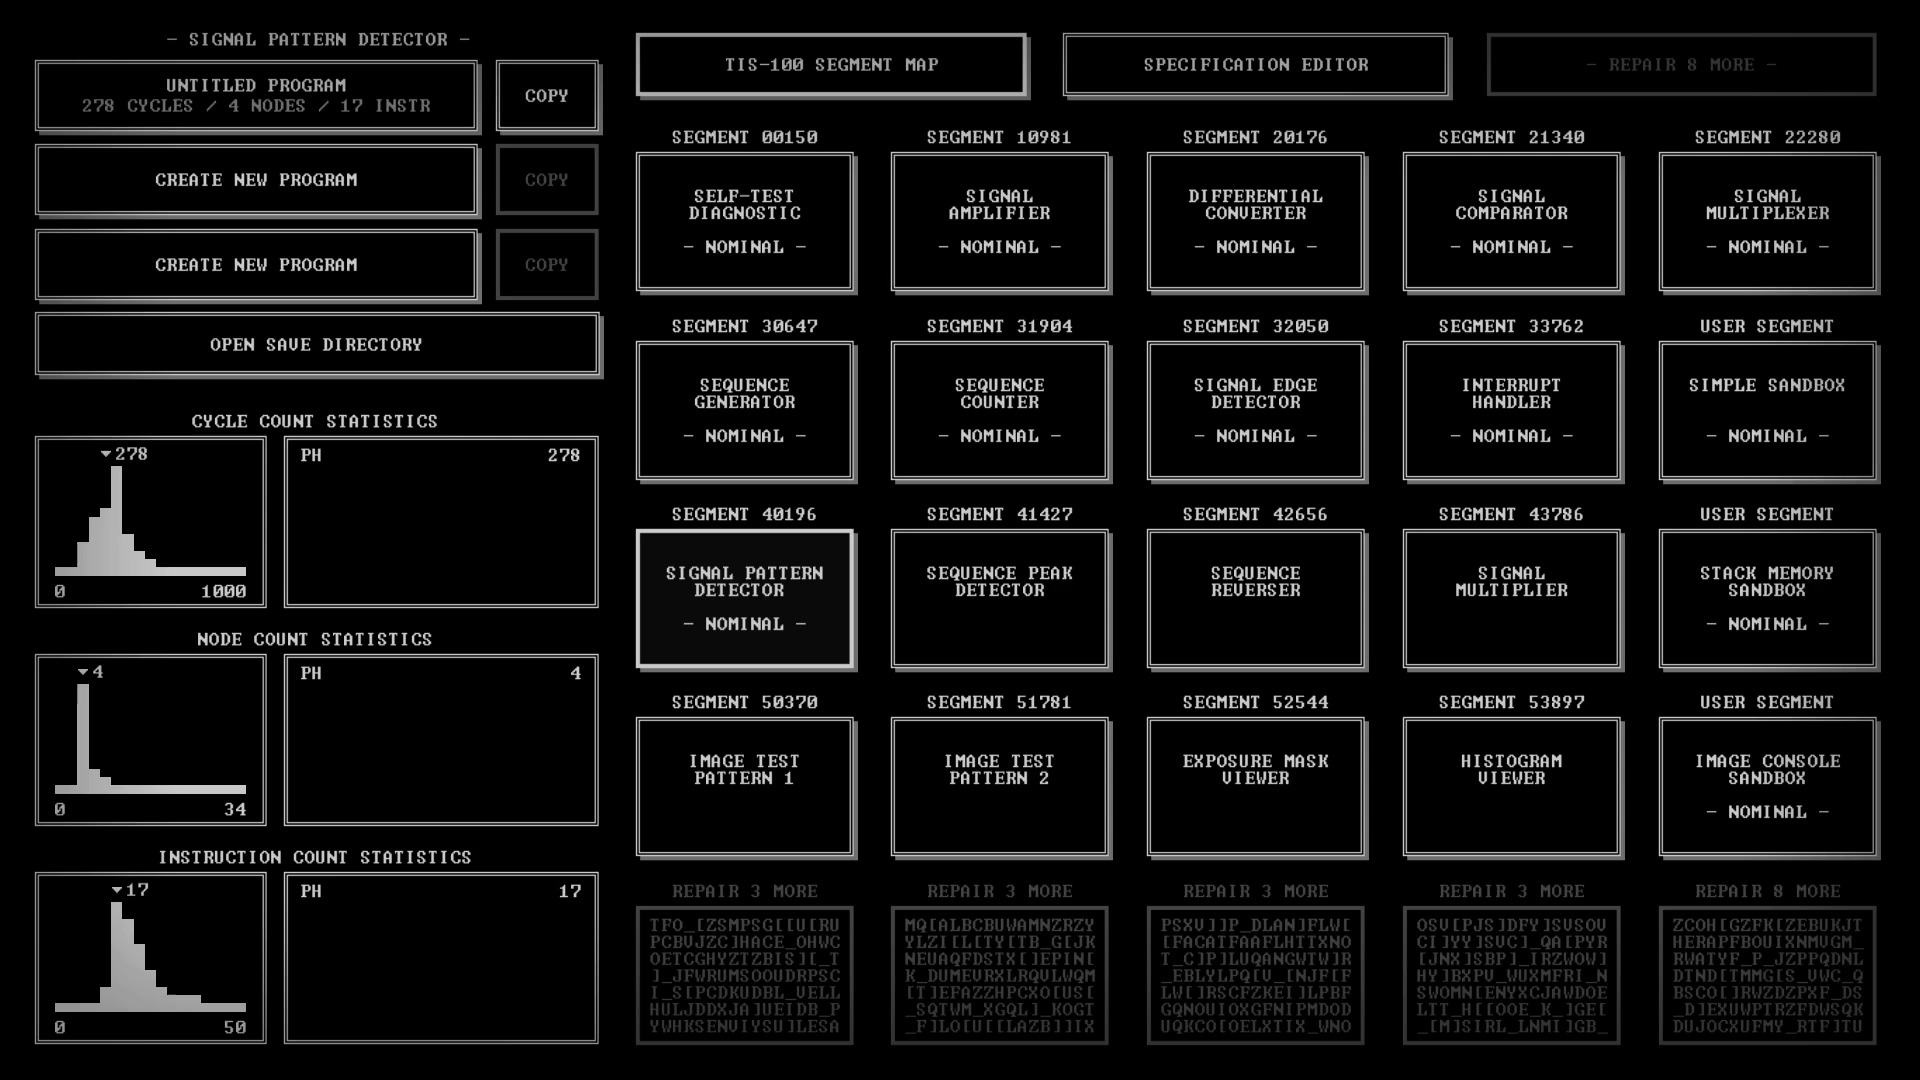 – SIGNAL PATTERN DETECTOR –
UNTITLED PROGRAM
278 CYCLES / 4 NODES / 17 INSTR
COPY
CREATE NEW PROGRAM
COPY
CREATE NEW PROGRAM
COPY
OPEN SAVE DIRECTORY
CYCLE COUNT STATISTICS
278
0 1000
PH 278
NODE COUNT STATISTICS
4
0 34
PH 4
INSTRUCTION COUNT STATISTICS
17
0 50
PH 17
TIS-100 SEGMENT MAP
SPECIFICATION EDITOR
– REPAIR 8 MORE –
SEGMENT 00150
SELF-TEST
DIAGNOSTIC
– NOMINAL –
SEGMENT 10981
SIGNAL
AMPLIFIER
– NOMINAL –
SEGMENT 20176
DIFFERENTIAL
CONVERTER
– NOMINAL –
SEGMENT 21340
SIGNAL
COMPARATOR
– NOMINAL –
SEGMENT 22280
SIGNAL
MULTIPLEXER
– NOMINAL –
SEGMENT 30647
SEQUENCE
GENERATOR
– NOMINAL –
SEGMENT 31904
SEQUENCE
COUNTER
– NOMINAL –
SEGMENT 32050
SIGNAL EDGE
DETECTOR
– NOMINAL –
SEGMENT 33762
INTERRUPT
HANDLER
– NOMINAL –
USER SEGMENT
SIMPLE SANDBOX
– NOMINAL –
SEGMENT 40196
SIGNAL PATTERN
DETECTOR
– NOMINAL –
SEGMENT 41427
SEQUENCE PEAK
DETECTOR
SEGMENT 42656
SEQUENCE
REVERSER
SEGMENT 43786
SIGNAL
MULTIPLIER
USER SEGMENT
STACK MEMORY
SANDBOX
– NOMINAL –
SEGMENT 50370
IMAGE TEST
PATTERN 1
SEGMENT 51781
IMAGE TEST
PATTERN 2
SEGMENT 52544
EXPOSURE MASK
VIEWER
SEGMENT 53897
HISTOGRAM
VIEWER
USER SEGMENT
IMAGE CONSOLE
SANDBOX
– NOMINAL –
REPAIR 3 MORE
REPAIR 3 MORE
REPAIR 3 MORE
REPAIR 3 MORE
REPAIR 8 MORE